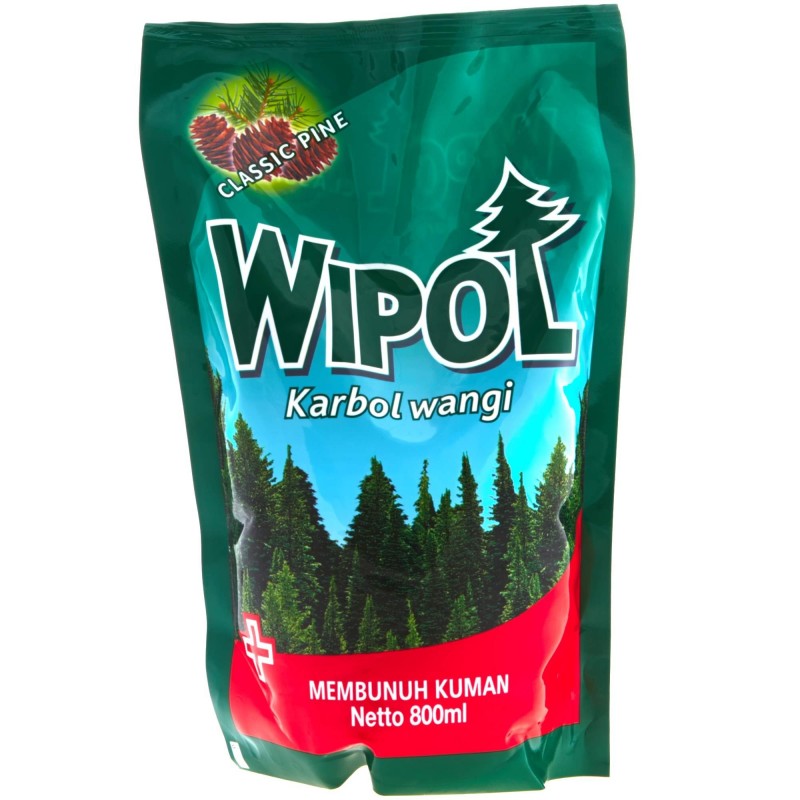 CLASSIC PINE
WIPOL
Karbol wangi
MEMBUNUH KUMAN
Netto 800ml